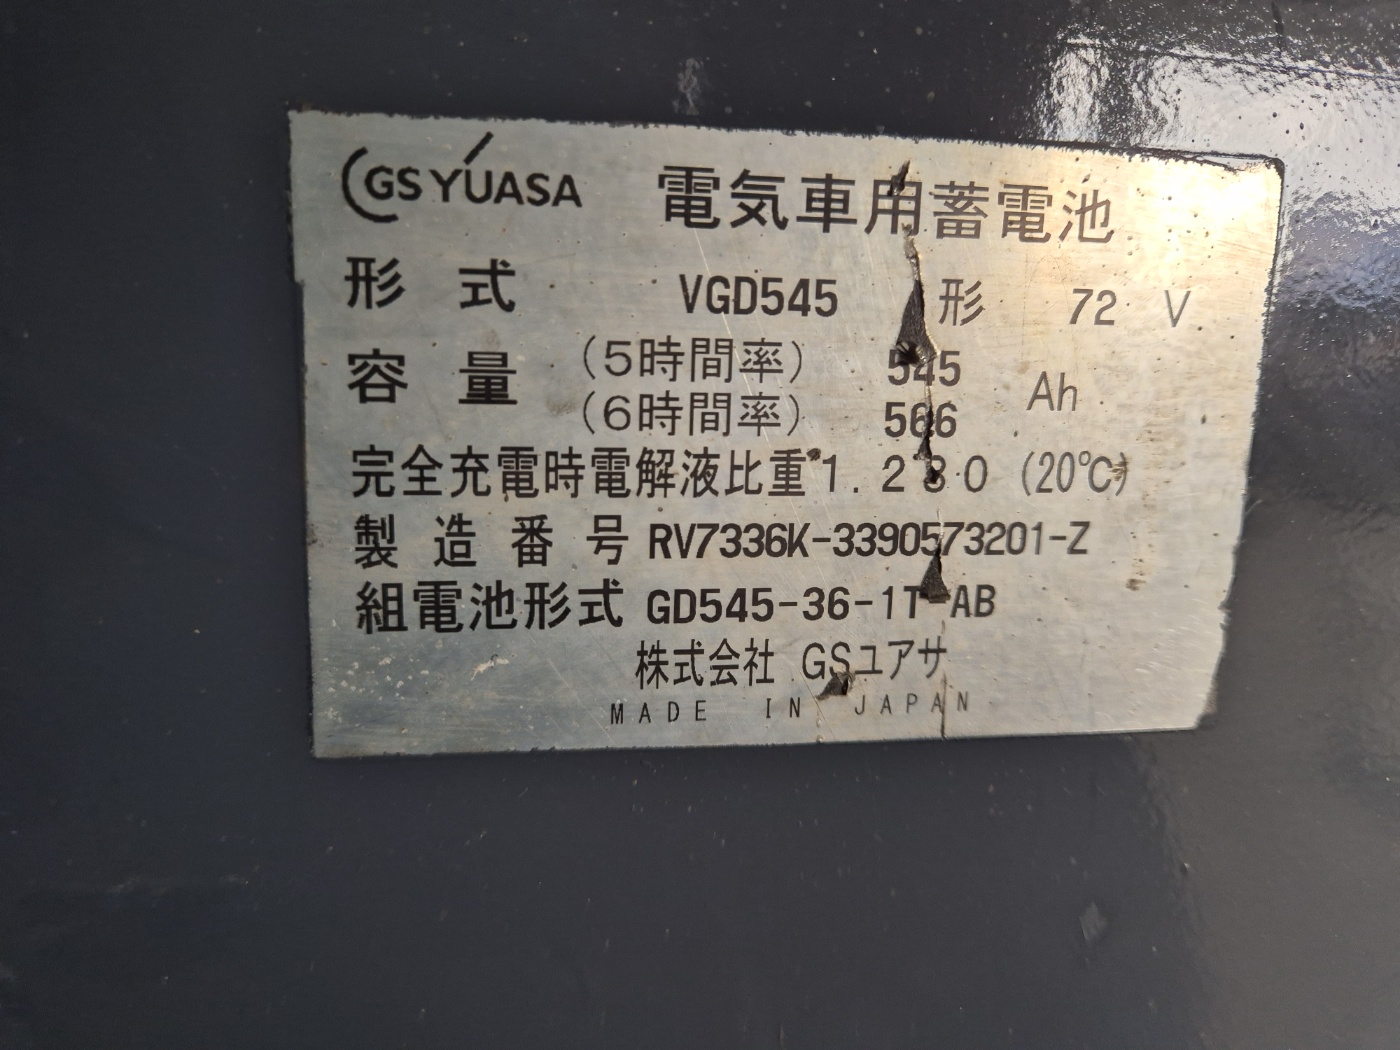 GS YUASA 電気車用蓄電池
形 式 VGD545 形 72 V
容 量 (5時間率) 545 Ah
(6時間率) 566
完全充電時電解液比重 1.280 (20℃)
製 造 番 号 RV7336K-3390573201-Z
組電池形式 GD545-36-1T-AB
株式会社 GSユアサ
MADE IN JAPAN